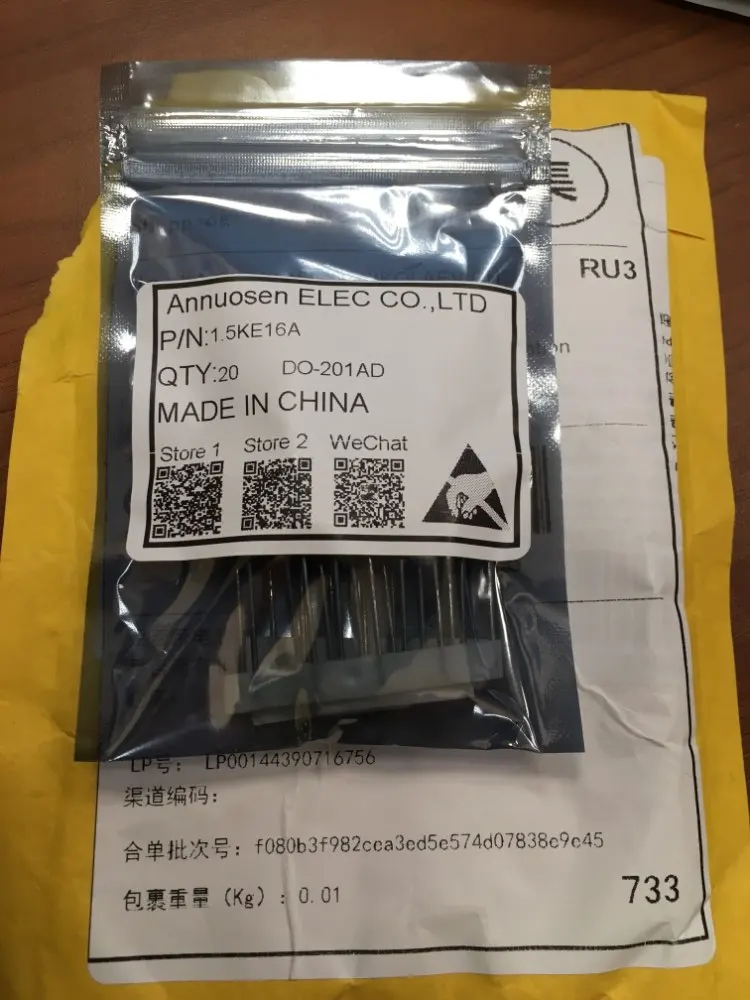 RU3
Annuosen ELEC CO.,LTD
P/N:1.5KE16A
QTY:20 DO-201AD
MADE IN CHINA
Store 1 Store 2 WeChat
LP号: LP00144390716756
渠道编码:
合单批次号: f080b3f982cca3ed5e574d07838e9e45
包裹重量 (Kg) : 0.01
733